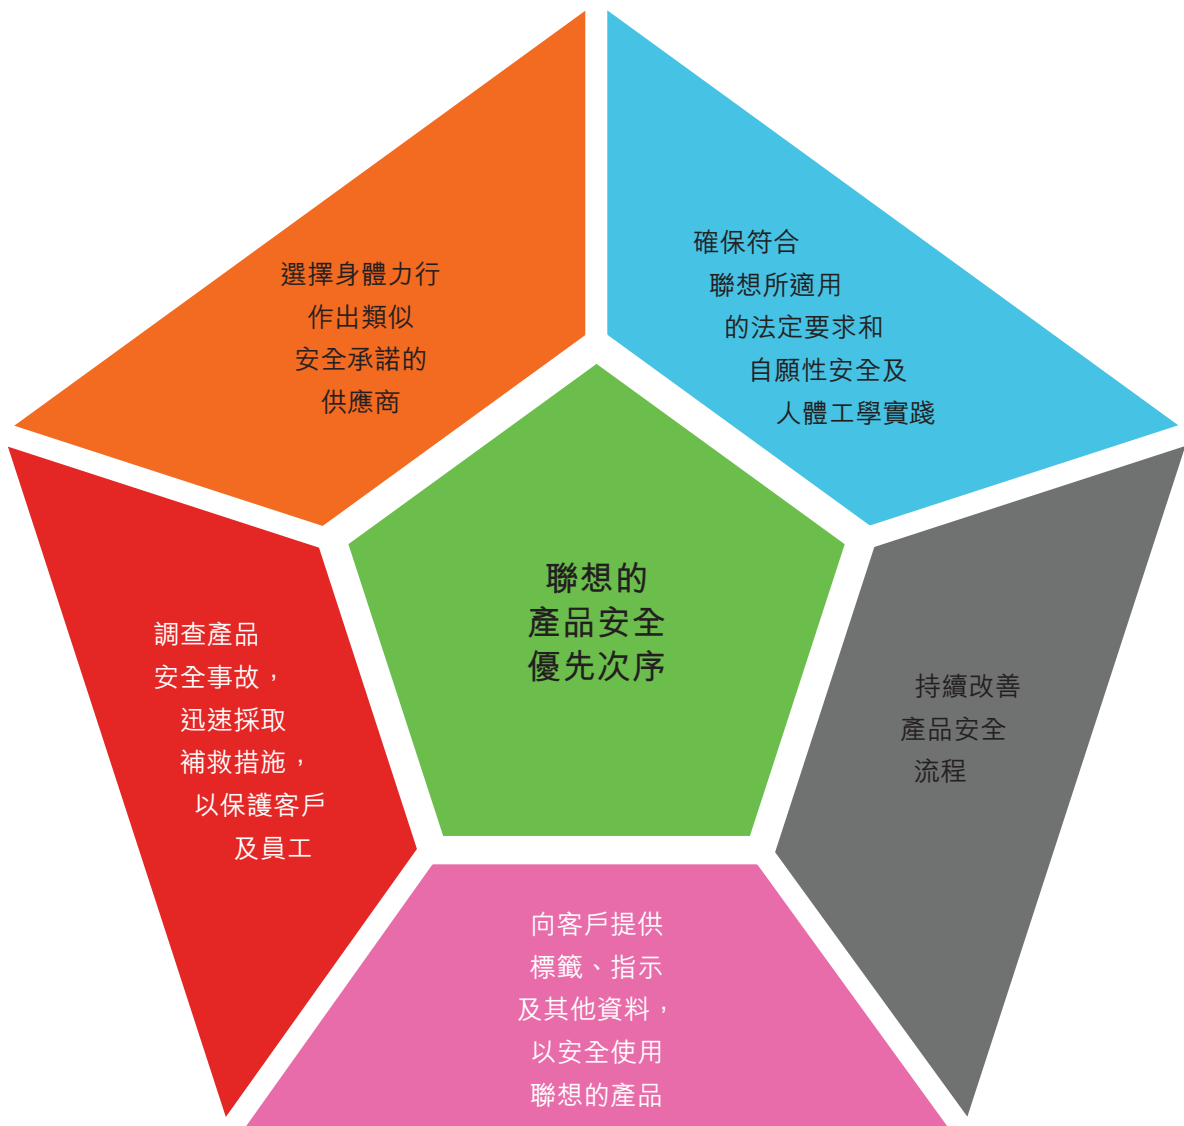 選擇身體力行
作出類似
安全承諾的
供應商
確保符合
聯想所適用
的法定要求和
自願性安全及
人體工學實踐
聯想的
產品安全
優先次序
調查產品
安全事故，
迅速採取
補救措施，
以保護客戶
及員工
持續改善
產品安全
流程
向客戶提供
標籤、指示
及其他資料，
以安全使用
聯想的產品